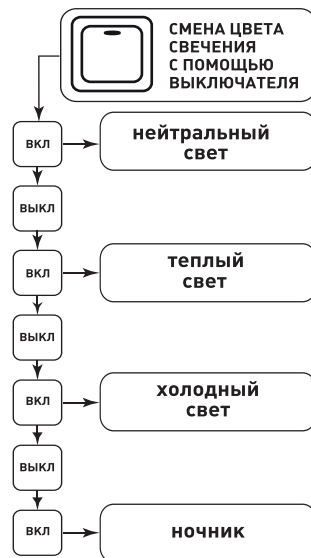 СМЕНА ЦВЕТА
СВЕЧЕНИЯ
С ПОМОЩЬЮ
ВЫКЛЮЧАТЕЛЯ
ВКЛ
нейтральный
свет
ВЫКЛ
ВКЛ
теплый
свет
ВЫКЛ
ВКЛ
холодный
свет
ВЫКЛ
ВКЛ
ночник